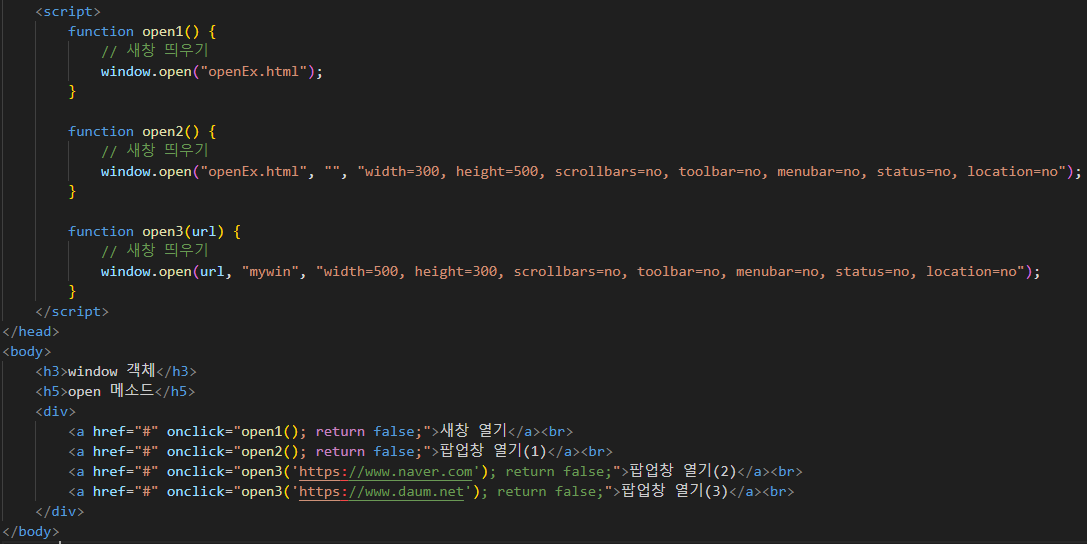 <script>
function open1() {
// 새창 띄우기
window.open("openEx.html");
}
function open2() {
// 새창 띄우기
window.open("openEx.html", "", "width=300, height=500, scrollbars=no, toolbar=no, menubar=no, status=no, location=no");
}
function open3(url) {
// 새창 띄우기
window.open(url, "mywin", "width=500, height=300, scrollbars=no, toolbar=no, menubar=no, status=no, location=no");
}
</script>
</head>
<body>
<h3>window 객체</h3>
<h5>open 메소드</h5>
<div>
<a href="#" onclick="open1(); return false;">새창 열기</a><br>
<a href="#" onclick="open2(); return false;">팝업창 열기(1)</a><br>
<a href="#" onclick="open3('https://www.naver.com'); return false;">팝업창 열기(2)</a><br>
<a href="#" onclick="open3('https://www.daum.net'); return false;">팝업창 열기(3)</a><br>
</div>
</body>